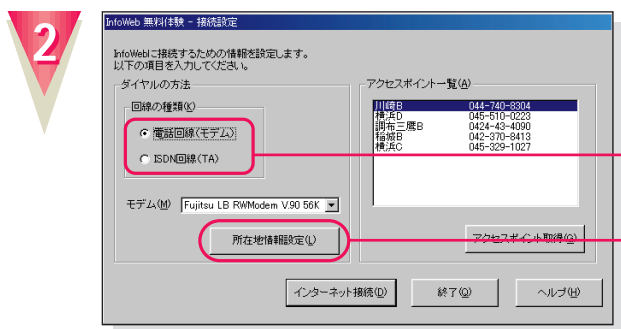 2
InfoWeb 無料体験 - 接続設定
InfoWebに接続するための情報を設定します。
以下の項目を入力してください。
ダイヤルの方法
回線の種類(K)
電話回線(モデム)
ISDN回線(TA)
モデム(M)
Fujitsu LB RWModem V.90 56K
所在地情報設定(L)
アクセスポイント一覧(A)
川崎B 044-740-8304
横浜D 045-510-0223
調布三鷹B 0424-43-4090
稲城B 042-370-8413
横浜C 045-329-1027
アクセスポイント取得(G)
インターネット接続(D)
終了(Q)
ヘルプ(H)